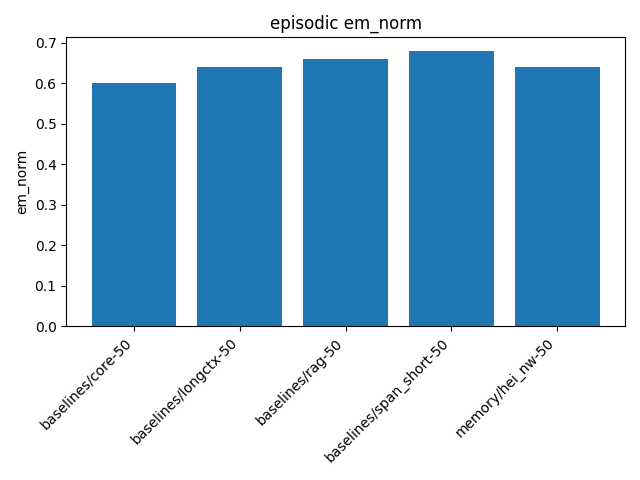 episodic em_norm
em_norm
0.7
0.6
0.5
0.4
0.3
0.2
0.1
0.0
baselines/core-50
baselines/longctx-50
baselines/rag-50
baselines/span_short-50
memory/hei_nw-50